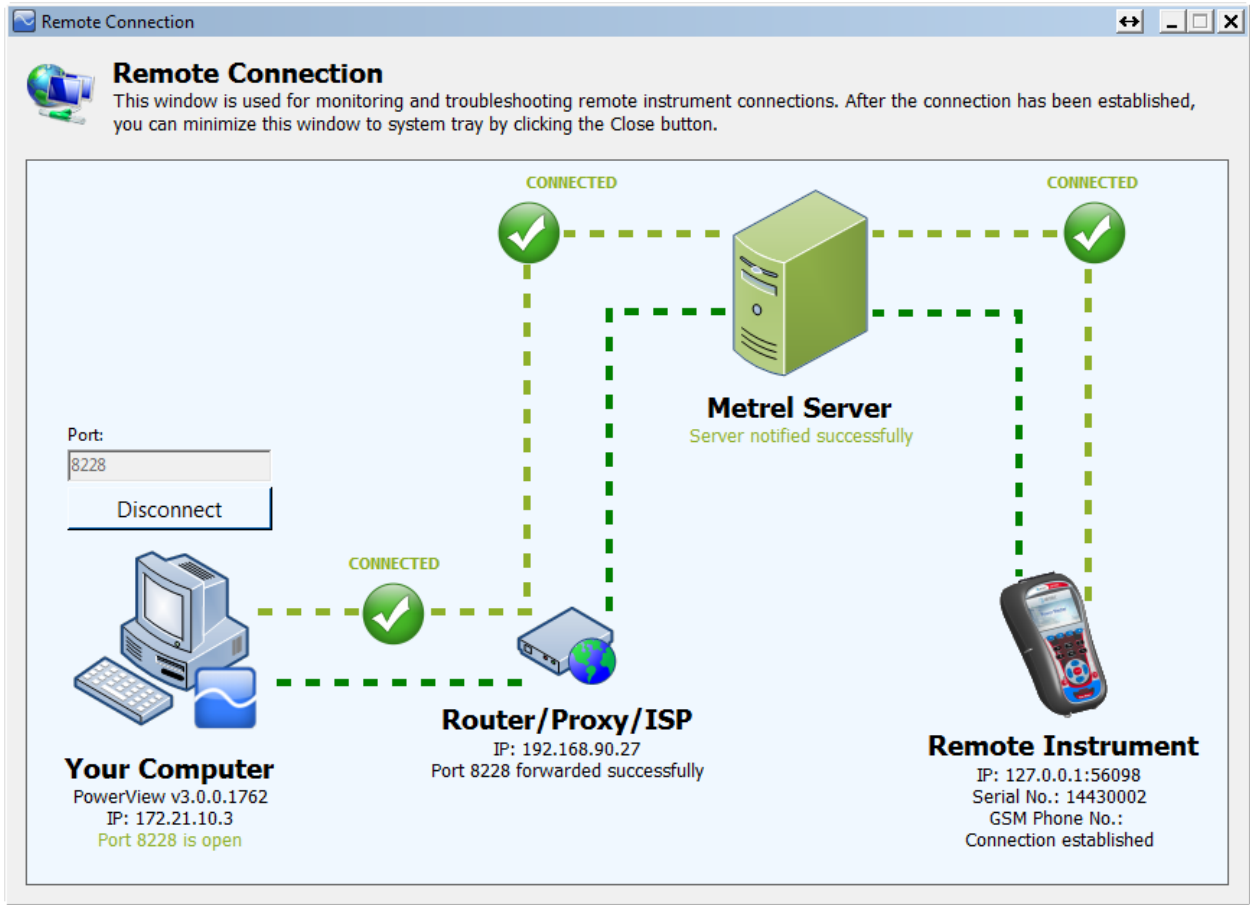 Remote Connection
Remote Connection
This window is used for monitoring and troubleshooting remote instrument connections. After the connection has been established,
you can minimize this window to system tray by clicking the Close button.
CONNECTED
CONNECTED
Metrel Server
Server notified successfully
Port:
8228
Disconnect
CONNECTED
Router/Proxy/ISP
IP: 192.168.90.27
Port 8228 forwarded successfully
Your Computer
PowerView v3.0.0.1762
IP: 172.21.10.3
Port 8228 is open
Remote Instrument
IP: 127.0.0.1:56098
Serial No.: 14430002
GSM Phone No.:
Connection established